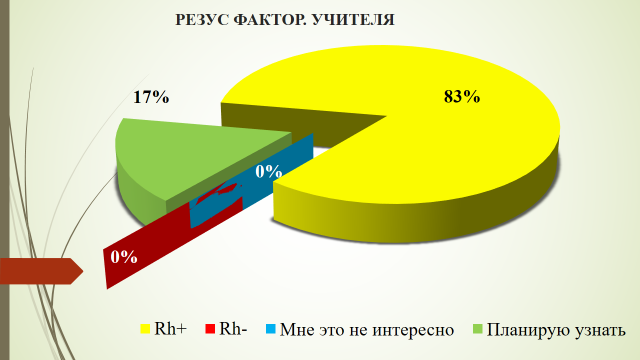 РЕЗУС ФАКТОР. УЧИТЕЛЯ
17%
83%
0%
0%
Rh+ Rh- Мне это не интересно Планирую узнать